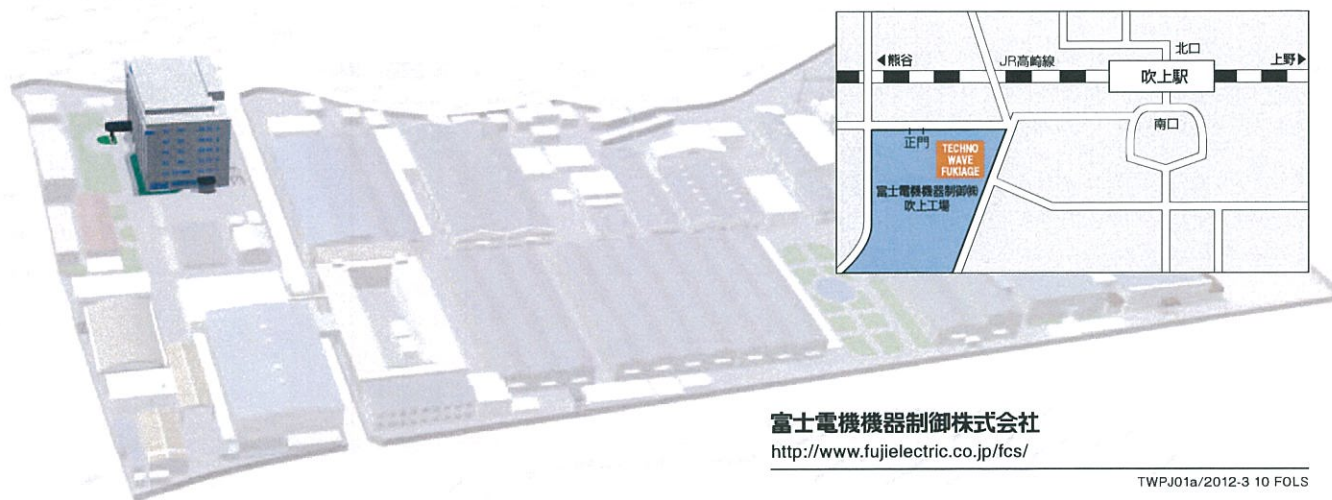 北口
◀熊谷
JR高崎線
上野▶
吹上駅
南口
正門
TECHNO
WAVE
FUKIAGE
富士電機機器制御㈱
吹上工場
富士電機機器制御株式会社
http://www.fujielectric.co.jp/fcs/
TWPJ01a/2012-3 10 FOLS